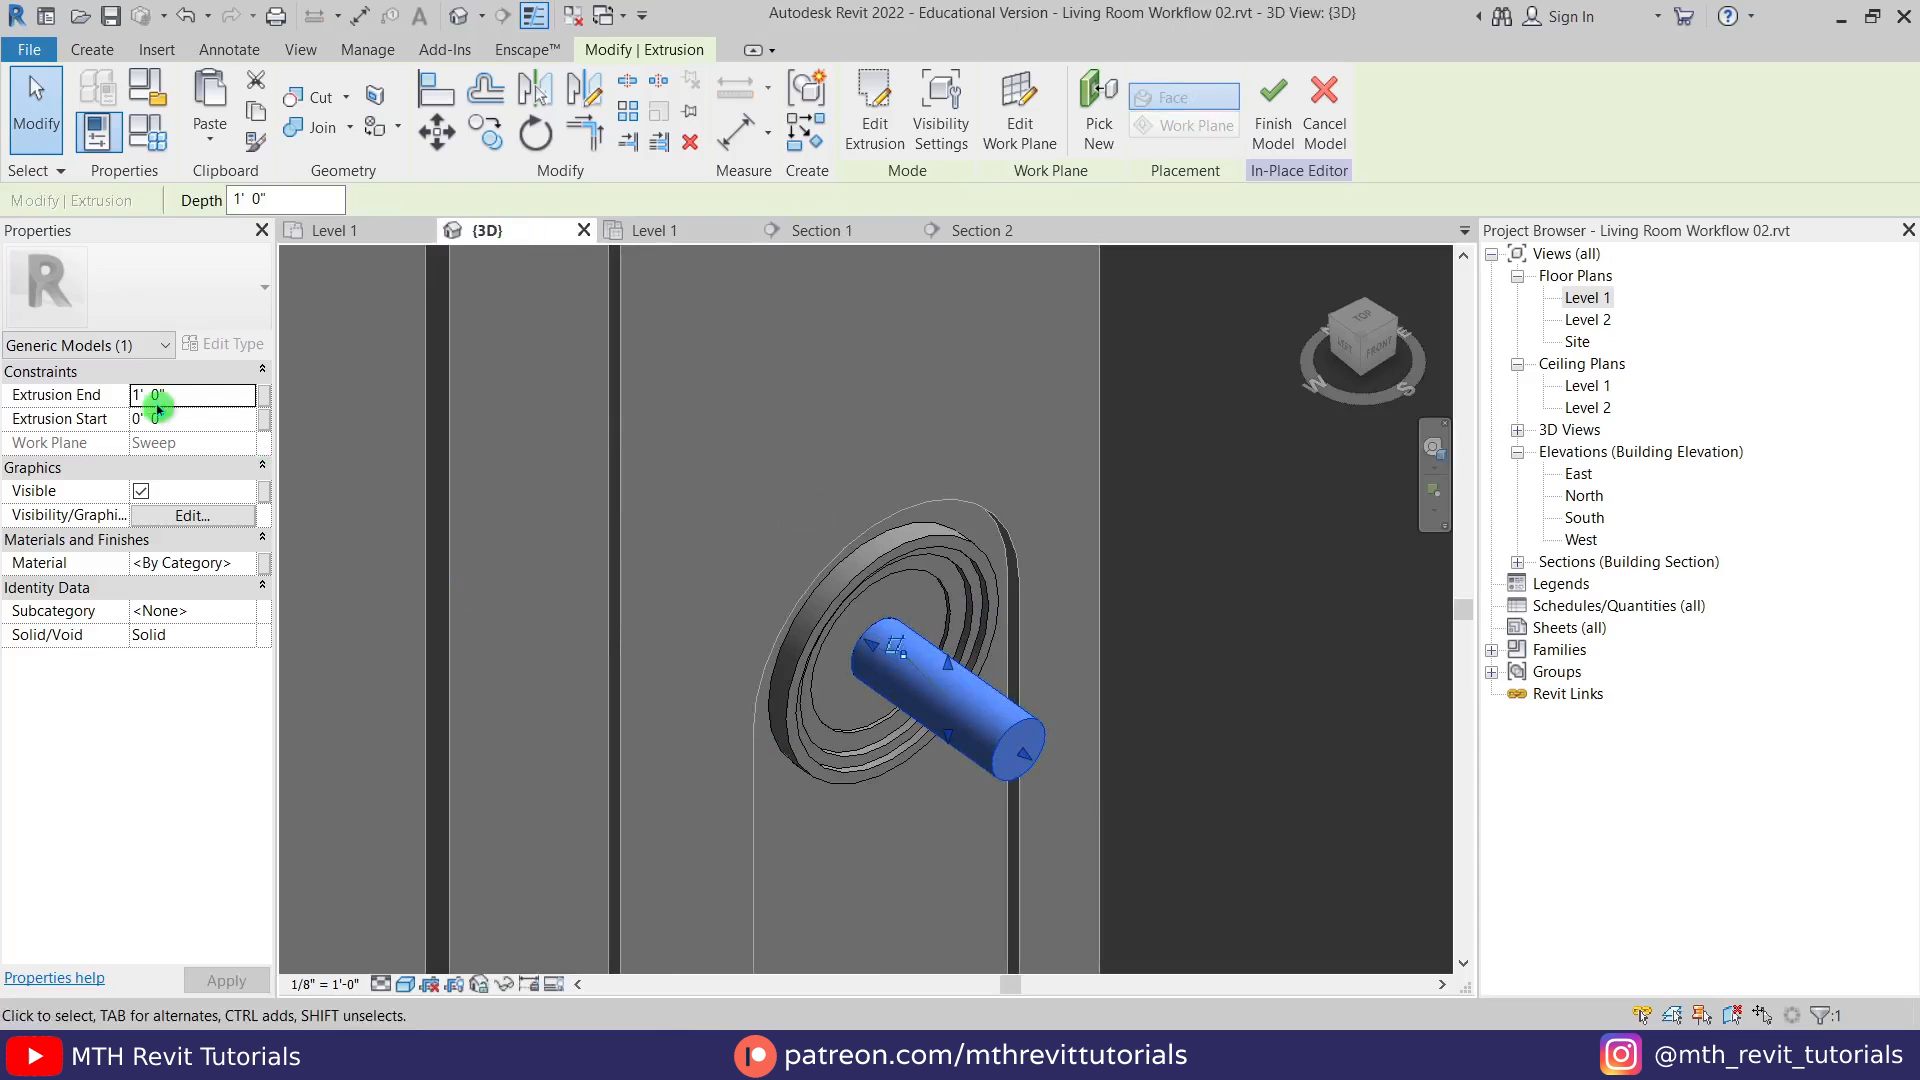 Autodesk Revit 2022 - Educational Version - Living Room Workflow 02.rvt - 3D View: {3D}
Sign In
File Create Insert Annotate View Manage Add-Ins Enscape™ Modify | Extrusion
Modify
Paste
Cut
Join
Edit Extrusion
Visibility Settings
Edit Work Plane
Pick New
Face
Work Plane
Finish Model
Cancel Model
Select Properties Clipboard Geometry Modify Measure Create Mode Work Plane Placement In-Place Editor
Modify | Extrusion Depth 1' 0"
Properties
Level 1 {3D} Level 1 Section 1 Section 2
Project Browser - Living Room Workflow 02.rvt
Generic Models (1) Edit Type
Constraints
Extrusion End 1' 0"
Extrusion Start 0' 0"
Work Plane Sweep
Graphics
Visible
Visibility/Graphi... Edit...
Materials and Finishes
Material <By Category>
Identity Data
Subcategory <None>
Solid/Void Solid
Properties help Apply
TOP
LEFT FRONT
W S
Views (all)
Floor Plans
Level 1
Level 2
Site
Ceiling Plans
Level 1
Level 2
3D Views
Elevations (Building Elevation)
East
North
South
West
Sections (Building Section)
Legends
Schedules/Quantities (all)
Sheets (all)
Families
Groups
Revit Links
1/8" = 1'-0"
Click to select, TAB for alternates, CTRL adds, SHIFT unselects.
:1
MTH Revit Tutorials
patreon.com/mthrevittutorials
@mth_revit_tutorials